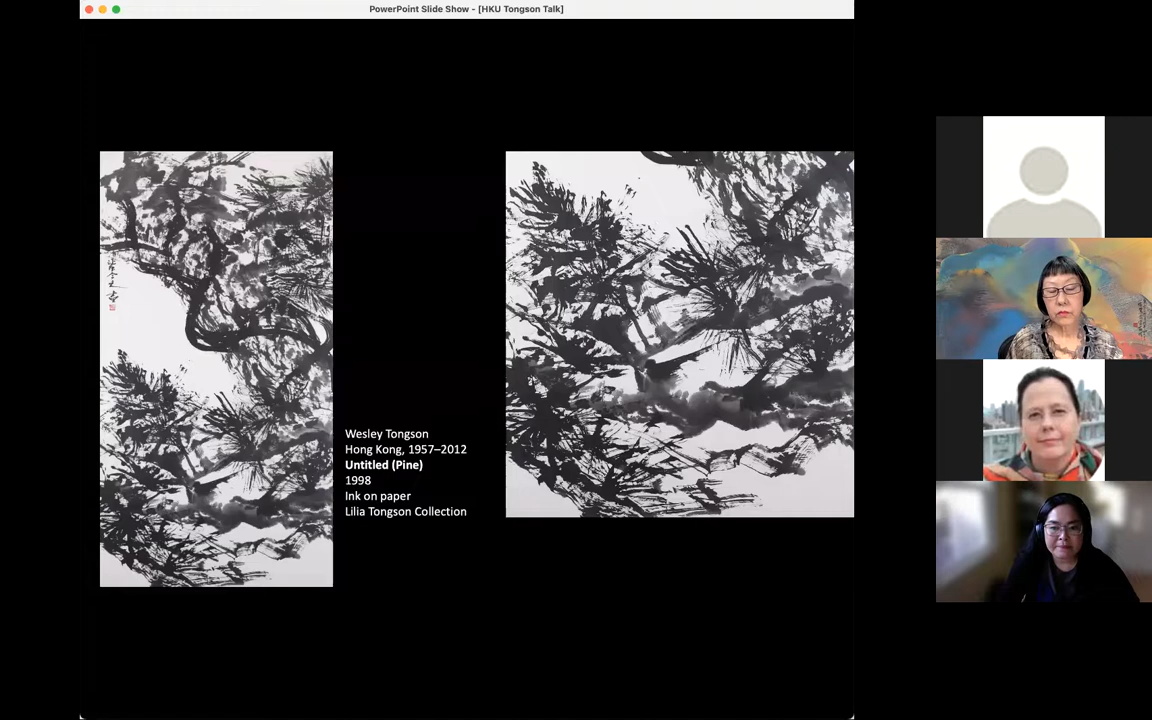 PowerPoint Slide Show - [HKU Tongson Talk]
Wesley Tongson
Hong Kong, 1957–2012
Untitled (Pine)
1998
Ink on paper
Lilia Tongson Collection